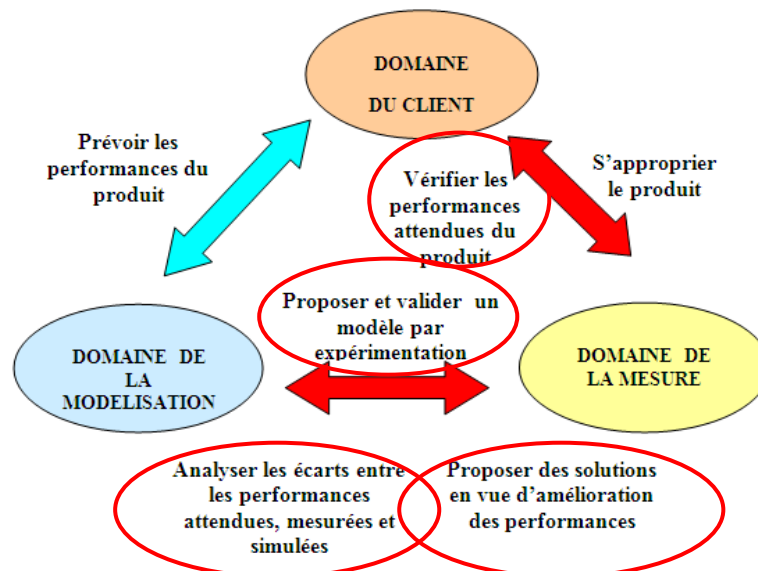 DOMAINE
DU CLIENT
Prévoir les
performances du
produit
Vérifier les
performances
attendues du
produit
S'approprier
le produit
Proposer et valider un
modèle par
expérimentation
DOMAINE DE
LA
MODELISATION
DOMAINE DE
LA MESURE
Analyser les écarts entre
les performances
attendues, mesurées et
simulées
Proposer des solutions
en vue d'amélioration
des performances